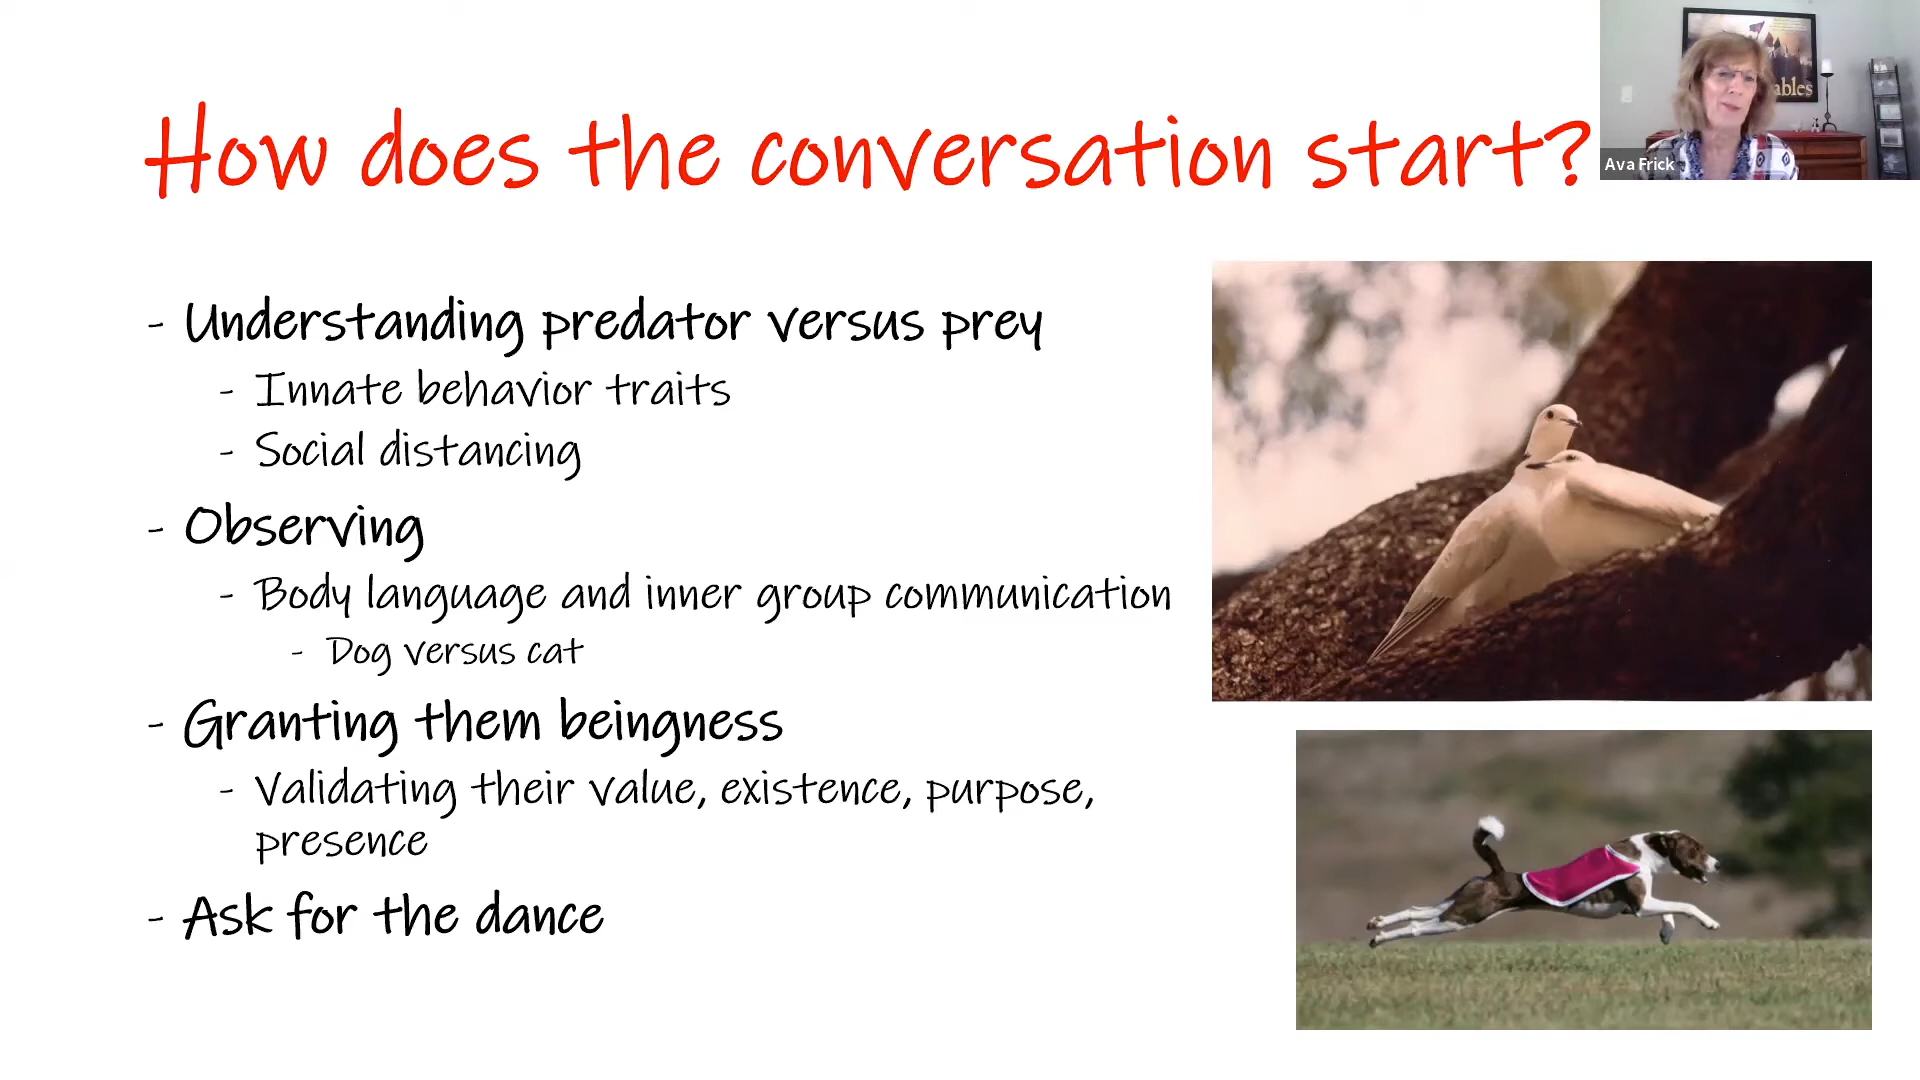 How does the conversation start?
ables
Ava Frick
- Understanding predator versus prey
- Innate behavior traits
- Social distancing
- Observing
- Body language and inner group communication
- Dog versus cat
- Granting them beingness
- Validating their value, existence, purpose,
presence
- Ask for the dance